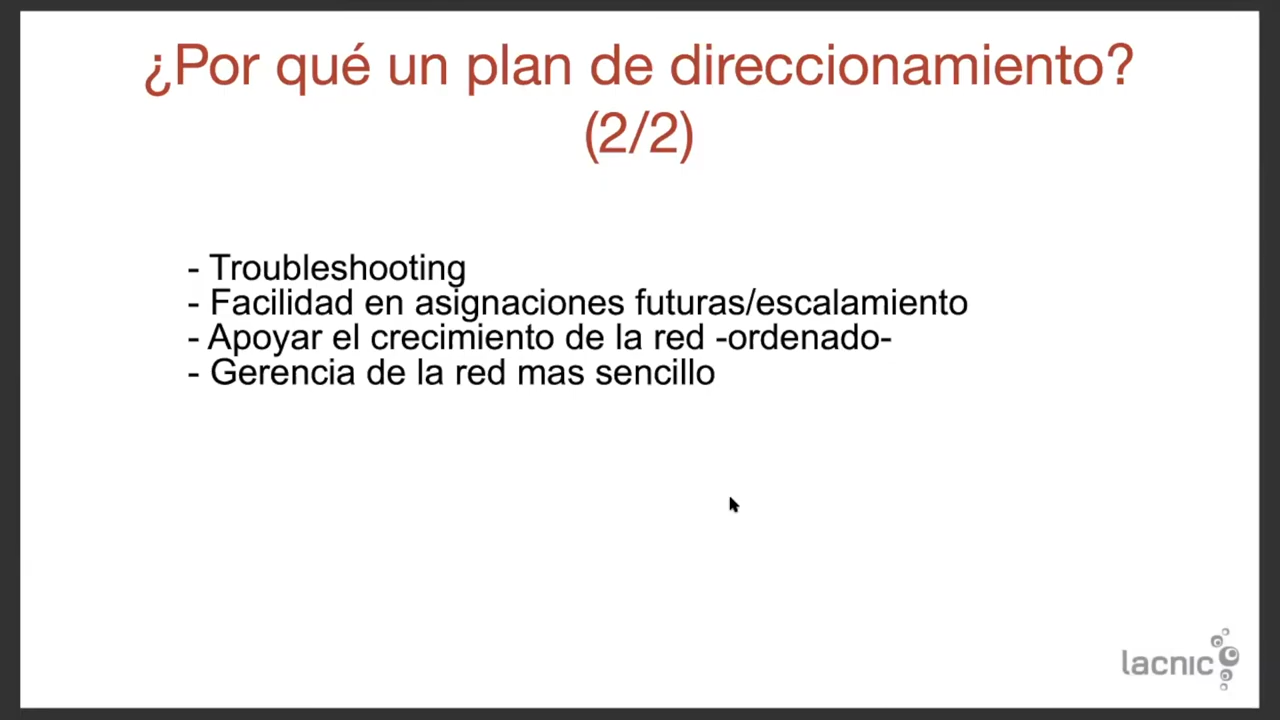 ¿Por qué un plan de direccionamiento?
(2/2)
- Troubleshooting
- Facilidad en asignaciones futuras/escalamiento
- Apoyar el crecimiento de la red -ordenado-
- Gerencia de la red mas sencillo
lacnic